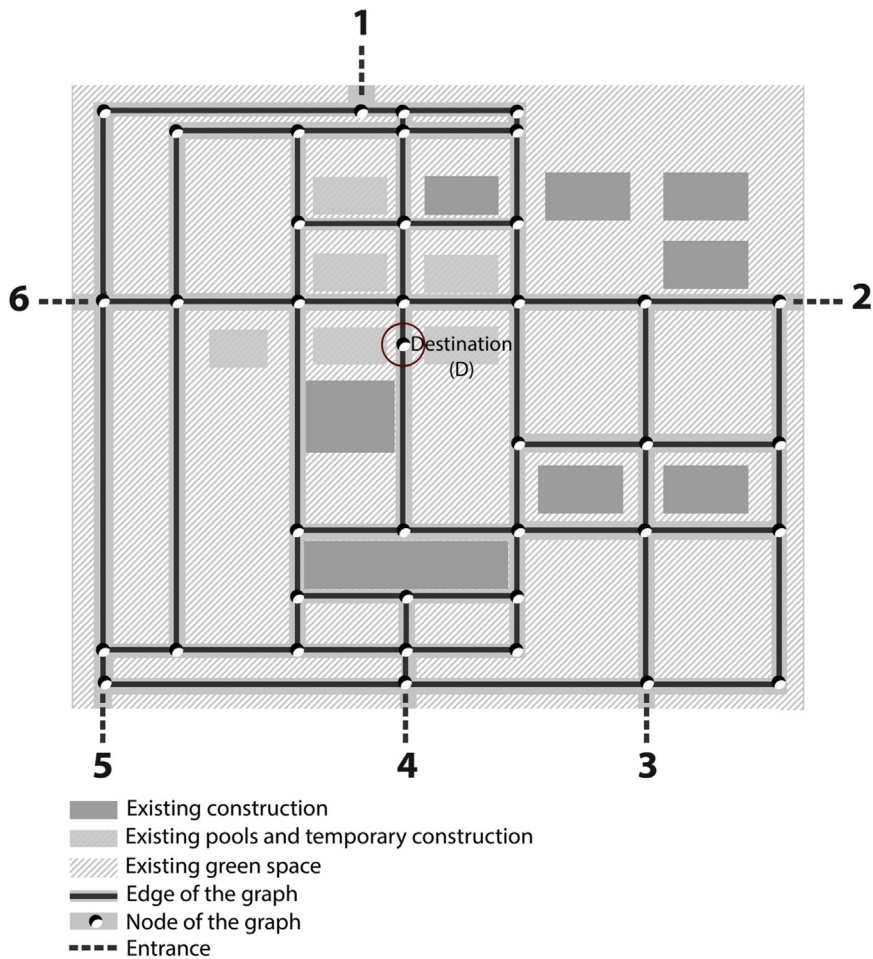 1
6
2
Destination
(D)
5
4
3
Existing construction
Existing pools and temporary construction
Existing green space
Edge of the graph
Node of the graph
Entrance